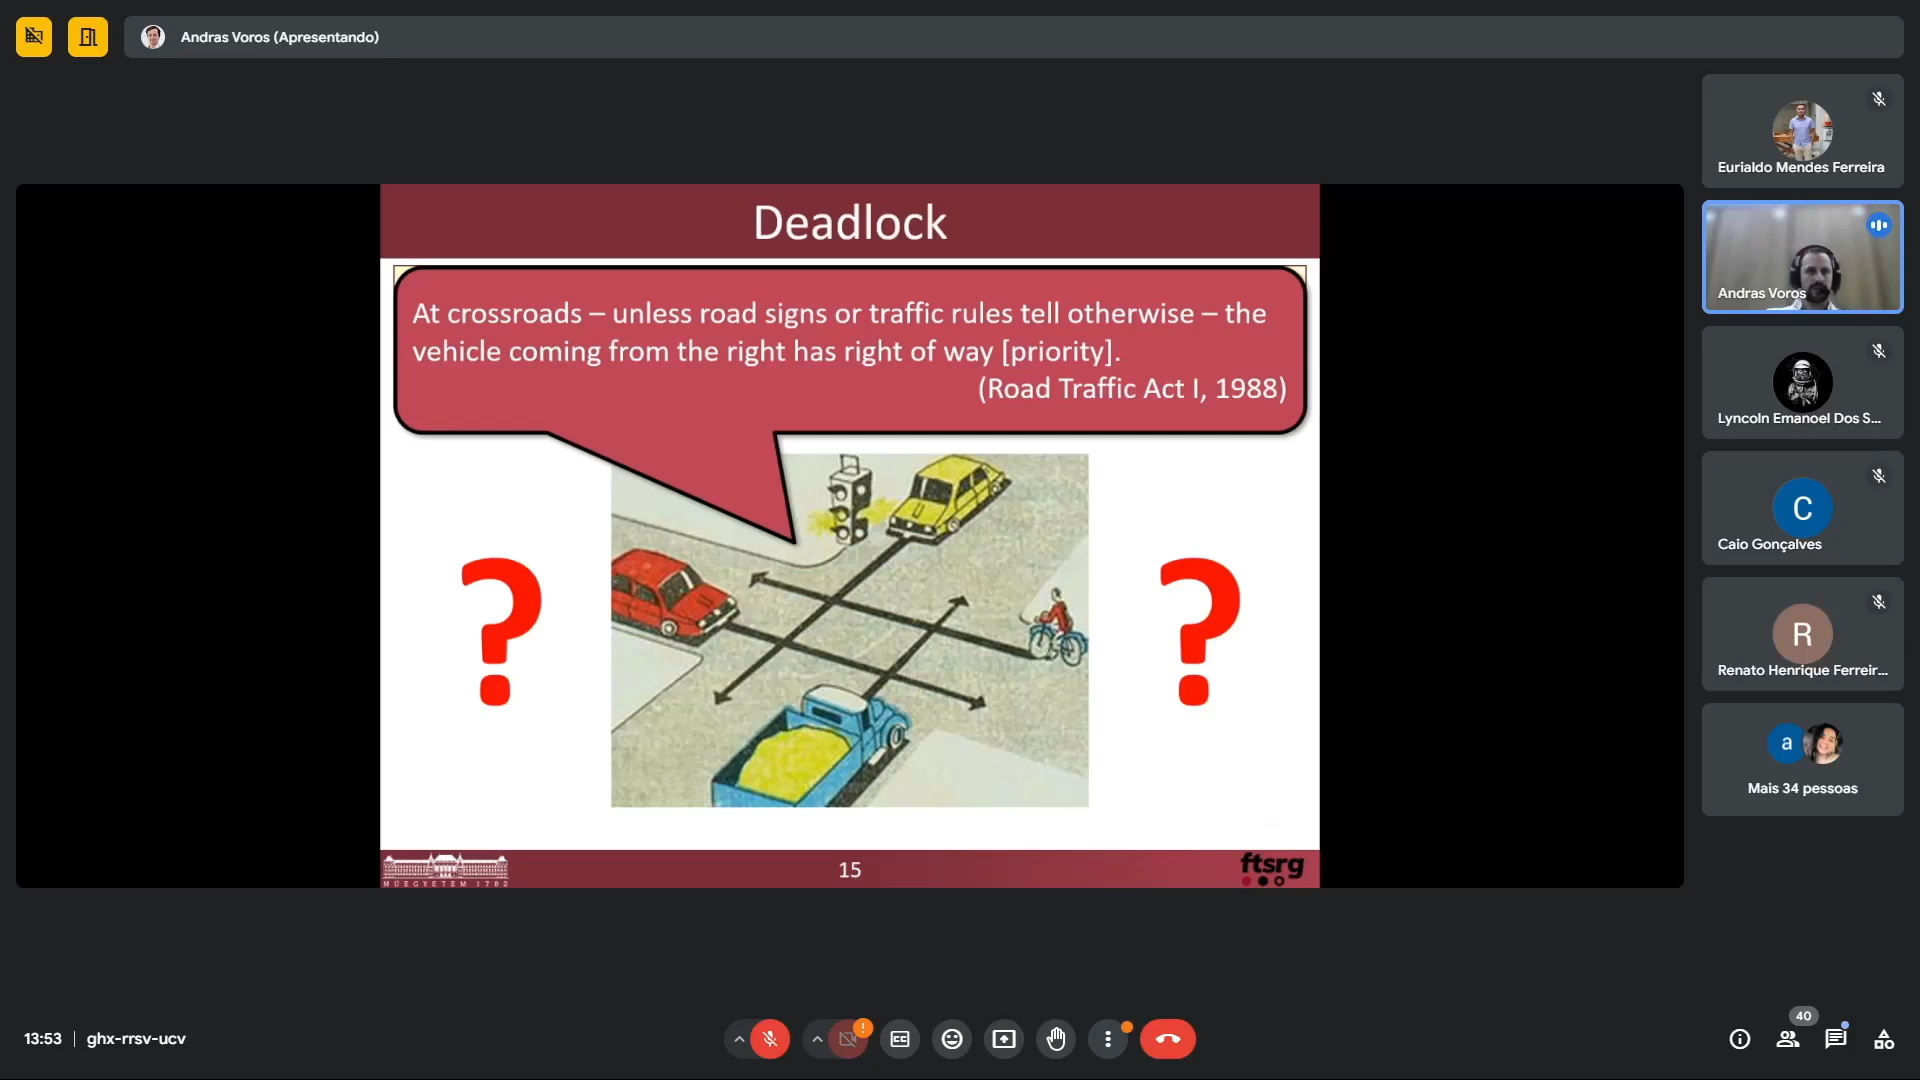 Andras Voros (Apresentando)
Deadlock
At crossroads – unless road signs or traffic rules tell otherwise – the
vehicle coming from the right has right of way [priority].
(Road Traffic Act I, 1988)
?
?
MŰEGYETEM 1782
15
ftsrg
Eurialdo Mendes Ferreira
Andras Voros
Lyncoln Emanoel Dos S...
C
Caio Gonçalves
R
Renato Henrique Ferreir...
a
Mais 34 pessoas
13:53
ghx-rrsv-ucv
!
40